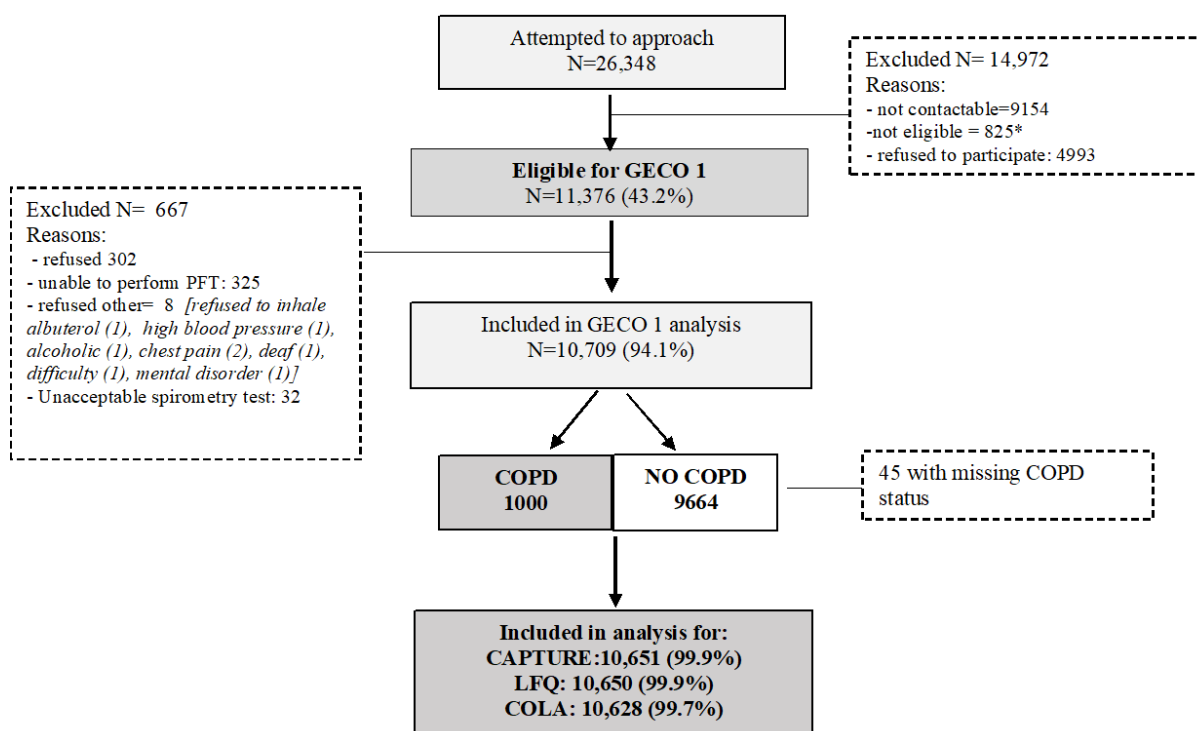 Attempted to approach
N=26,348
Excluded N= 14,972
Reasons:
- not contactable=9154
-not eligible = 825*
- refused to participate: 4993
Eligible for GECO 1
N=11,376 (43.2%)
Excluded N= 667
Reasons:
- refused 302
- unable to perform PFT: 325
- refused other= 8 [refused to inhale
albuterol (1), high blood pressure (1),
alcoholic (1), chest pain (2), deaf (1),
difficulty (1), mental disorder (1)]
- Unacceptable spirometry test: 32
Included in GECO 1 analysis
N=10,709 (94.1%)
COPD
1000
NO COPD
9664
45 with missing COPD
status
Included in analysis for:
CAPTURE:10,651 (99.9%)
LFQ: 10,650 (99.9%)
COLA: 10,628 (99.7%)